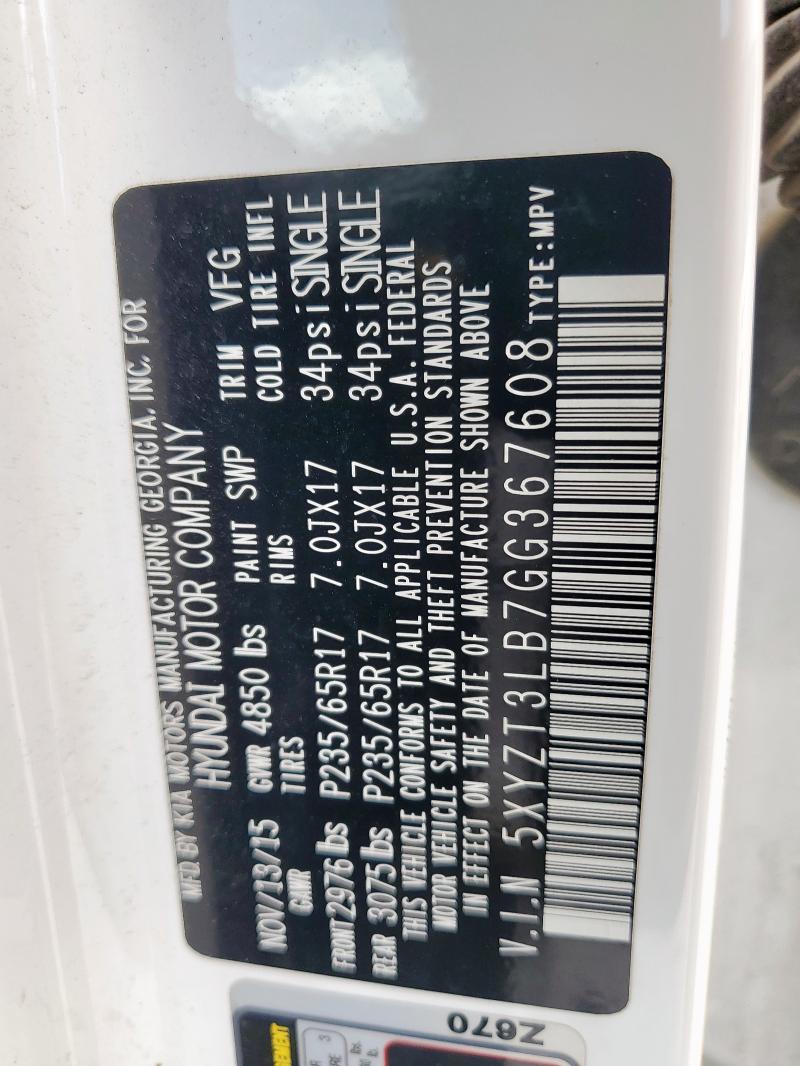 MFD. BY KIA MOTORS MANUFACTURING GEORGIA, INC. FOR
HYUNDAI MOTOR COMPANY
NOV/13/15 GVWR 4850 lbs PAINT SWP TRIM VFG
GAWR TIRES RIMS COLD TIRE INFL
FRONT 2976 lbs P235/65R17 7.0JX17 34psi SINGLE
REAR 3075 lbs P235/65R17 7.0JX17 34psi SINGLE
THIS VEHICLE CONFORMS TO ALL APPLICABLE U.S.A. FEDERAL
MOTOR VEHICLE SAFETY AND THEFT PREVENTION STANDARDS
IN EFFECT ON THE DATE OF MANUFACTURE SHOWN ABOVE
V.I.N 5XYZT3LB7GG367608 TYPE:MPV
Z670